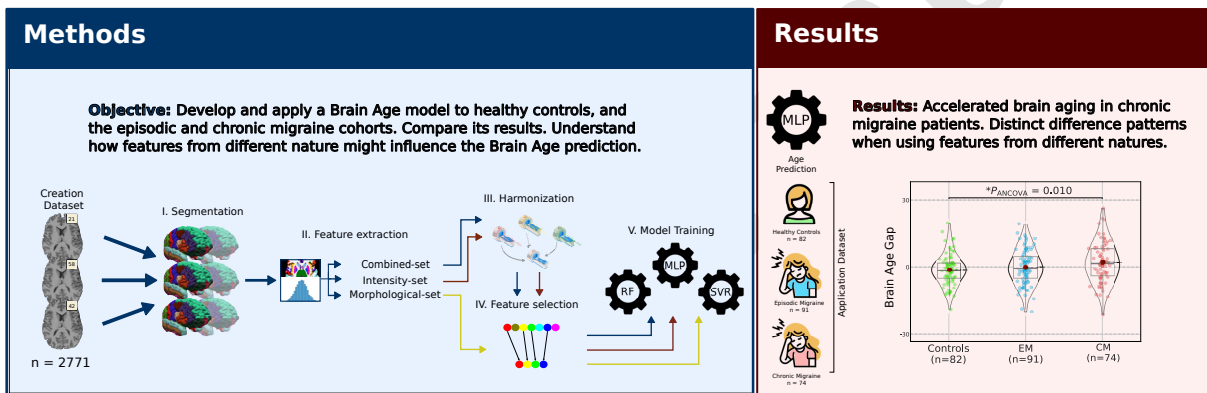 Methods
Objective: Develop and apply a Brain Age model to healthy controls, and
the episodic and chronic migraine cohorts. Compare its results. Understand
how features from different nature might influence the Brain Age prediction.
Creation
Dataset
21
58
42
n = 2771
I. Segmentation
II. Feature extraction
Combined-set
Intensity-set
Morphological-set
III. Harmonization
IV. Feature selection
V. Model Training
RF
MLP
SVR
Results
MLP
Age
Prediction
Results: Accelerated brain aging in chronic
migraine patients. Distinct difference patterns
when using features from different natures.
Healthy Controls
n = 82
Episodic Migraine
n = 91
Chronic Migraine
n = 74
Application Dataset
*PANCOVA = 0.010
Brain Age Gap
30
0
-30
Controls
(n=82)
EM
(n=91)
CM
(n=74)